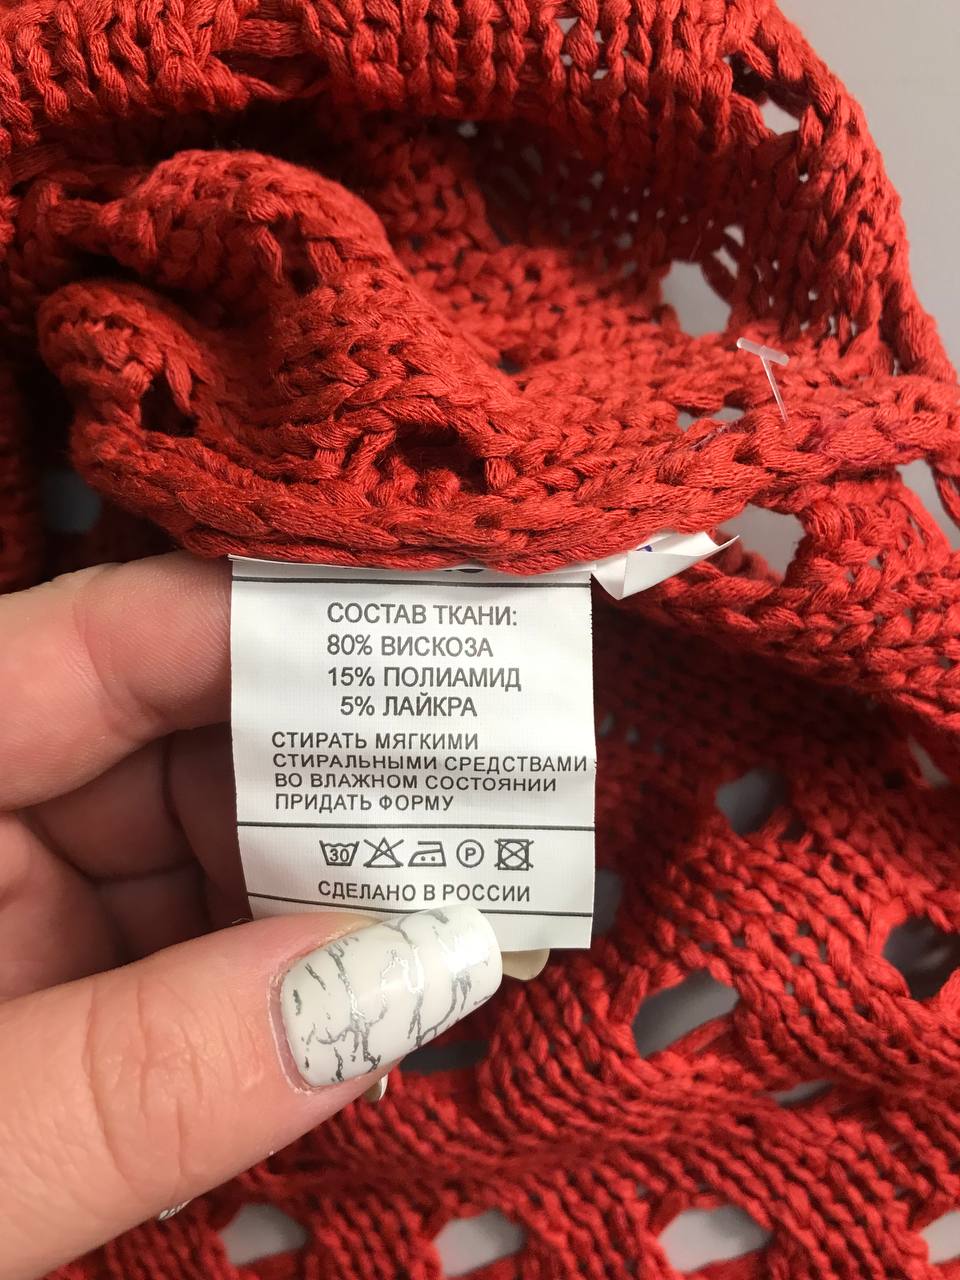 СОСТАВ ТКАНИ:
80% ВИСКОЗА
15% ПОЛИАМИД
5% ЛАЙКРА
СТИРАТЬ МЯГКИМИ
СТИРАЛЬНЫМИ СРЕДСТВАМИ
ВО ВЛАЖНОМ СОСТОЯНИИ
ПРИДАТЬ ФОРМУ
30 P
СДЕЛАНО В РОССИИ